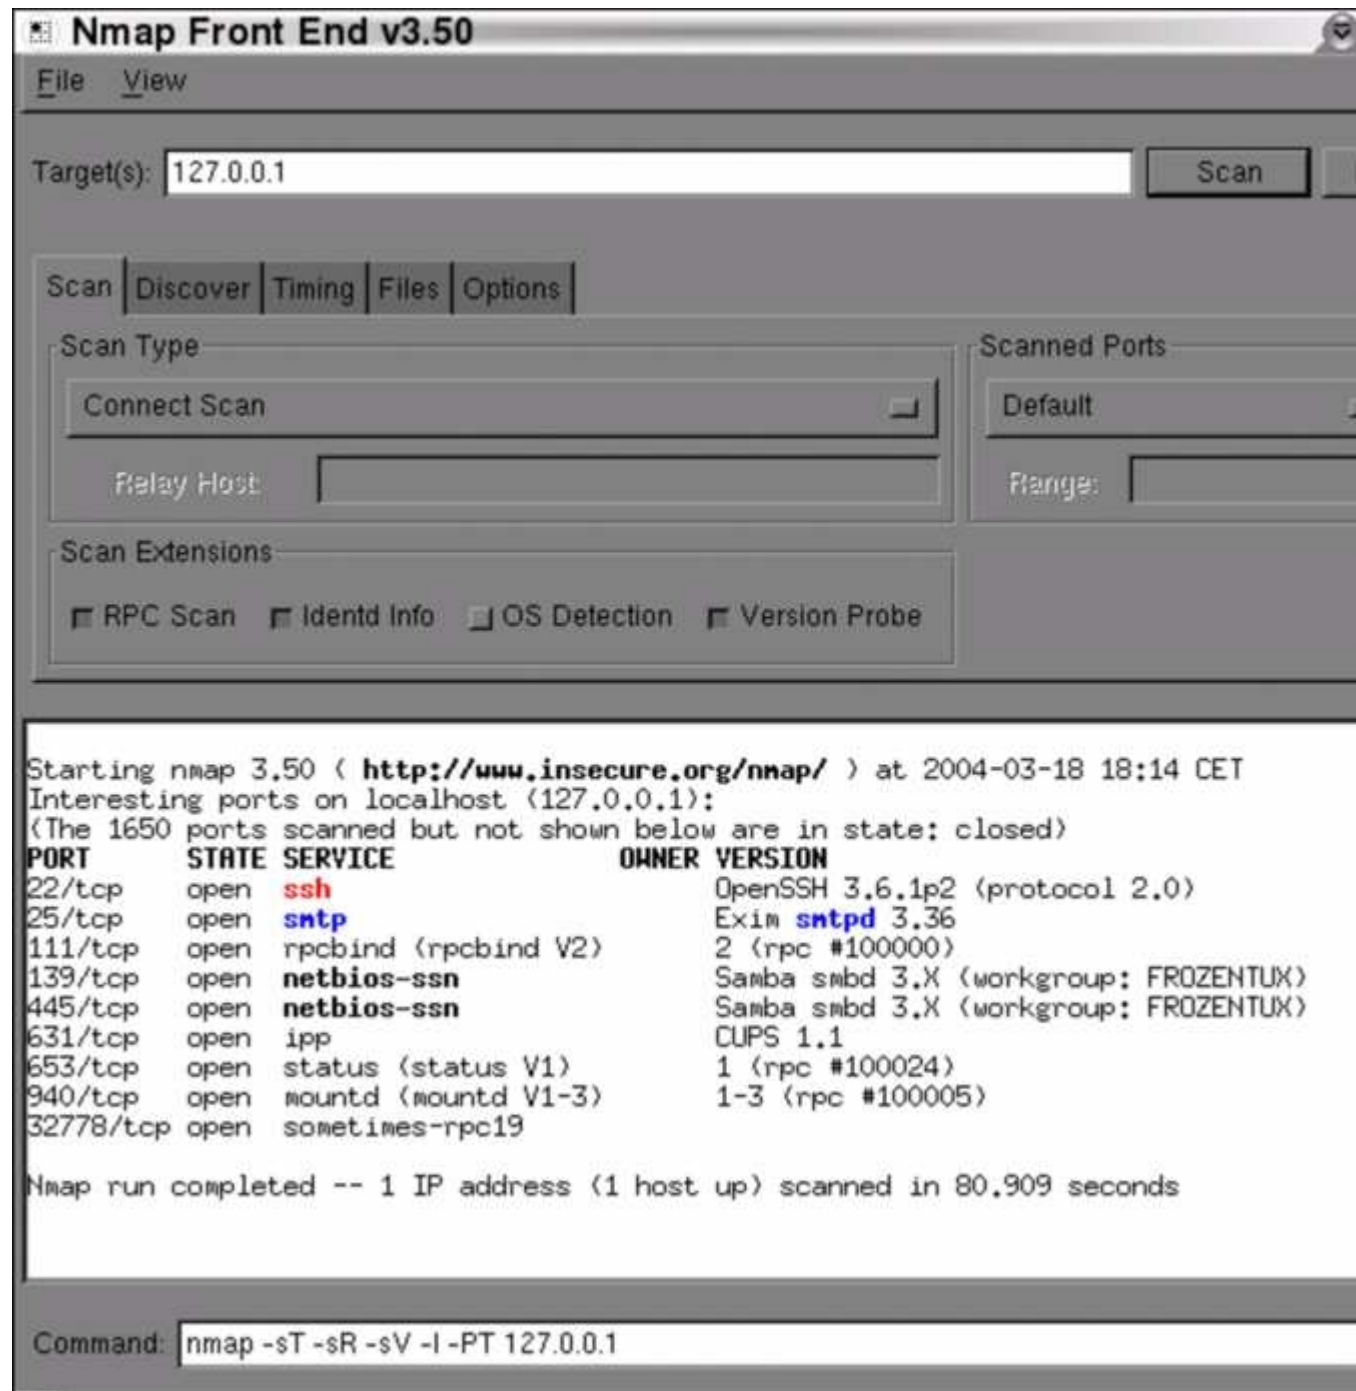 Nmap Front End v3.50
File View
Target(s): 127.0.0.1 Scan
Scan Discover Timing Files Options
Scan Type Scanned Ports
Connect Scan Default
Relay Host: Range:
Scan Extensions
RPC Scan Identd Info OS Detection Version Probe
Starting nmap 3.50 ( http://www.insecure.org/nmap/ ) at 2004-03-18 18:14 CET
Interesting ports on localhost (127.0.0.1):
(The 1650 ports scanned but not shown below are in state: closed)
PORT STATE SERVICE OWNER VERSION
22/tcp open ssh OpenSSH 3.6.1p2 (protocol 2.0)
25/tcp open smtp Exim smtpd 3.36
111/tcp open rpcbind (rpcbind V2) 2 (rpc #100000)
139/tcp open netbios-ssn Samba smbd 3.X (workgroup: FROZENTUX)
445/tcp open netbios-ssn Samba smbd 3.X (workgroup: FROZENTUX)
631/tcp open ipp CUPS 1.1
653/tcp open status (status V1) 1 (rpc #100024)
940/tcp open mountd (mountd V1-3) 1-3 (rpc #100005)
32778/tcp open sometimes-rpc19
Nmap run completed -- 1 IP address (1 host up) scanned in 80.909 seconds
Command: nmap -sT -sR -sV -I -PT 127.0.0.1